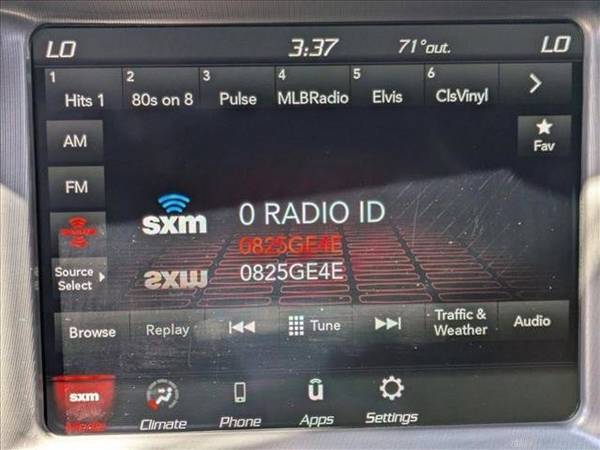 LO 3:37 71°out. LO
1 2 3 4 5 6
Hits 1 80s on 8 Pulse MLBRadio Elvis ClsVinyl
AM
Fav
FM
sxm 0 RADIO ID
0825GE4E
Source
Select
sxm 0825GE4E
Browse Replay Tune Traffic &
Weather Audio
sxm
Media Climate Phone Apps Settings